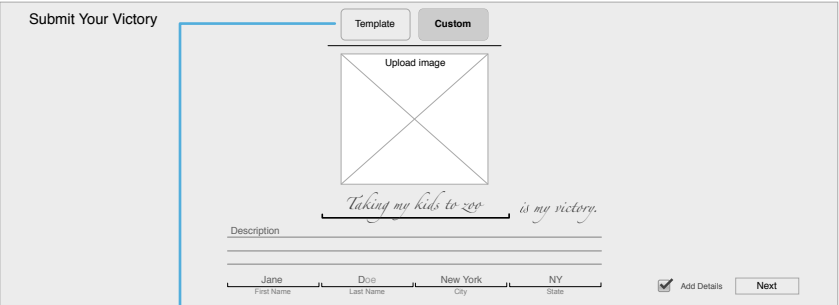 Submit Your Victory
Template Custom
Upload image
Taking my kids to zoo is my victory.
Description
Jane Doe New York NY
First Name Last Name City State
Add Details Next